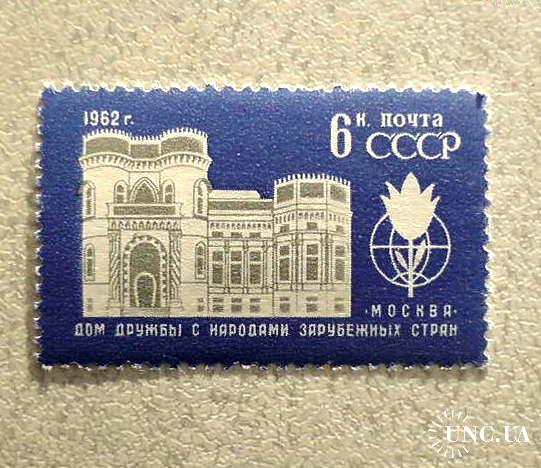 1962 г.
6 к. почта
СССР
·МОСКВА·
ДОМ ДРУЖБЫ С НАРОДАМИ ЗАРУБЕЖНЫХ СТРАН
UNC.UA